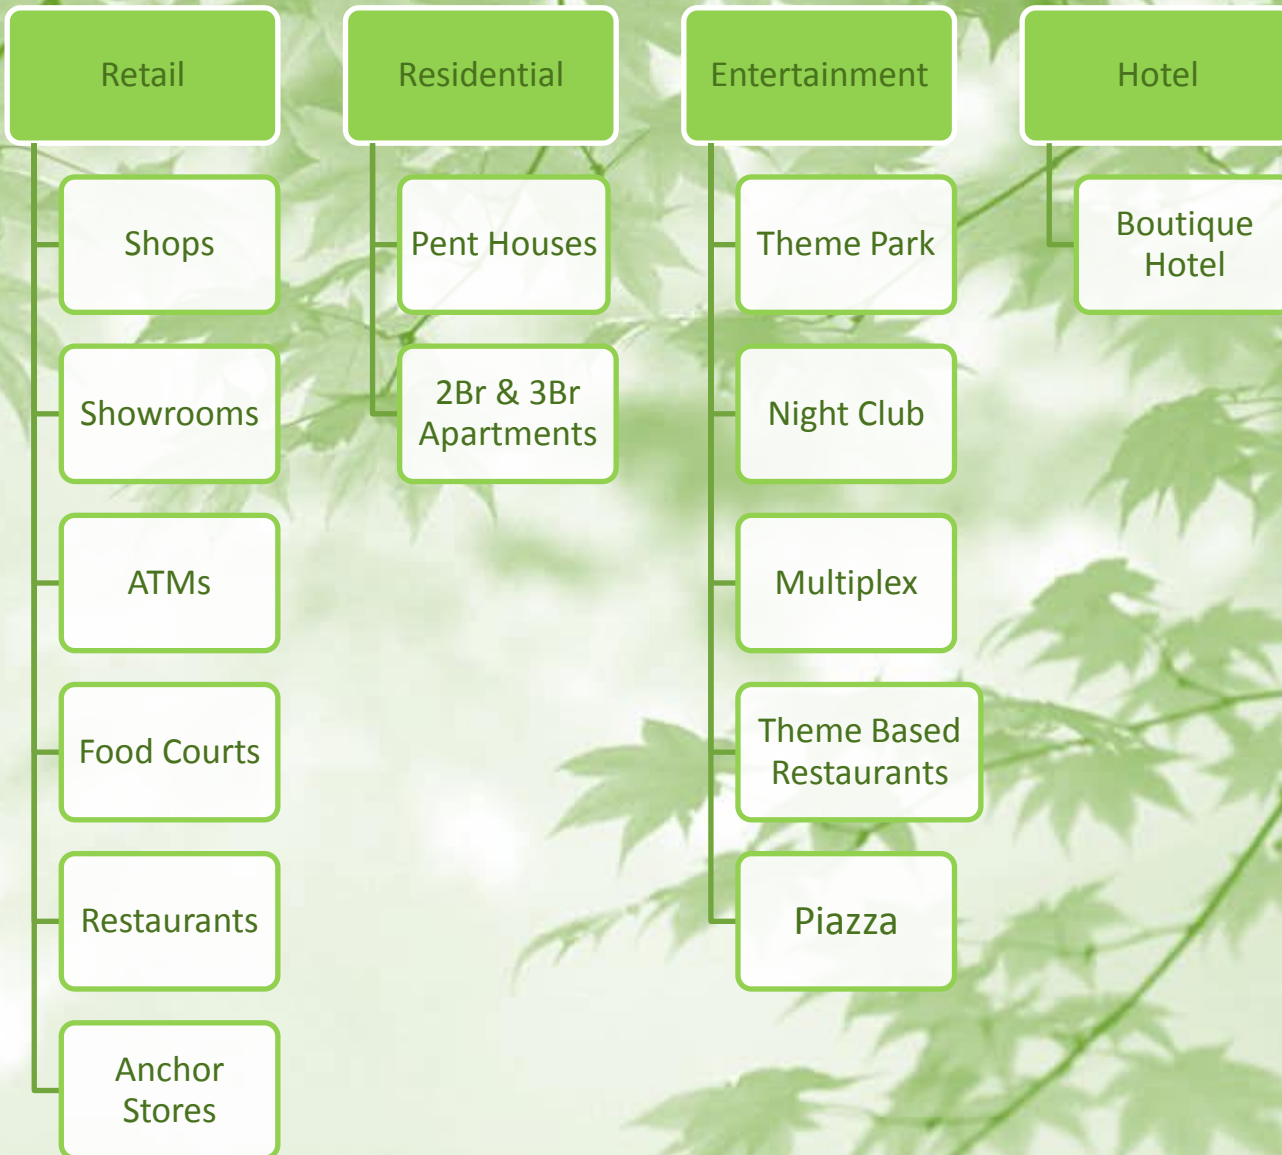 Retail
Shops
Showrooms
ATMs
Food Courts
Restaurants
Anchor
Stores
Residential
Pent Houses
2Br & 3Br
Apartments
Entertainment
Theme Park
Night Club
Multiplex
Theme Based
Restaurants
Piazza
Hotel
Boutique
Hotel